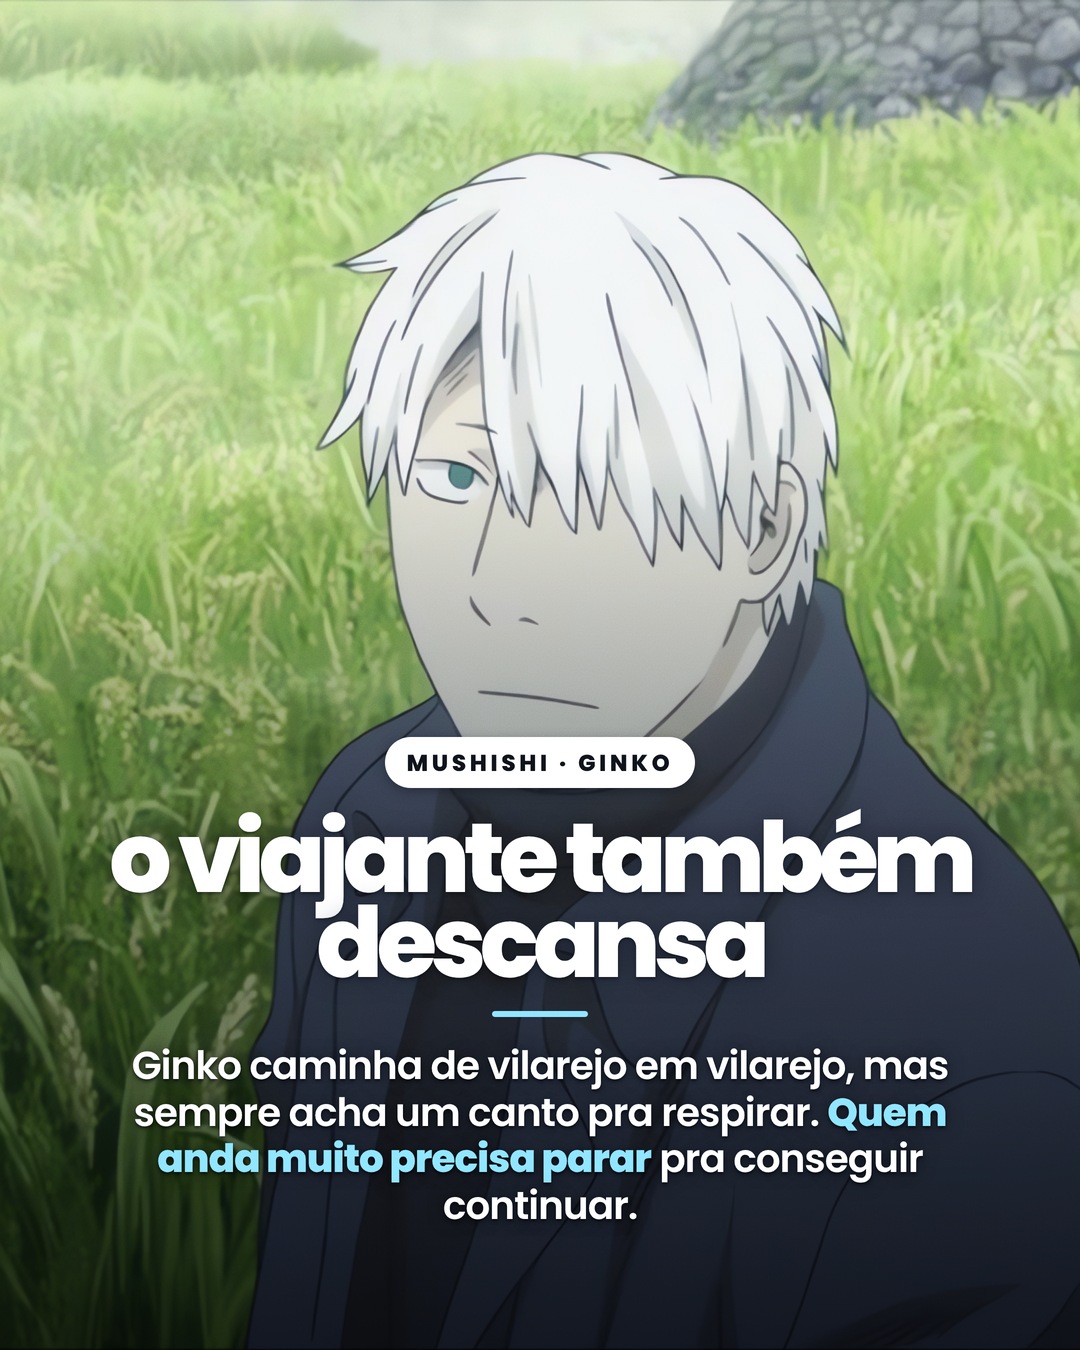 MUSHISHI · GINKO
o viajante também
descansa
Ginko caminha de vilarejo em vilarejo, mas
sempre acha um canto pra respirar. Quem
anda muito precisa parar pra conseguir
continuar.